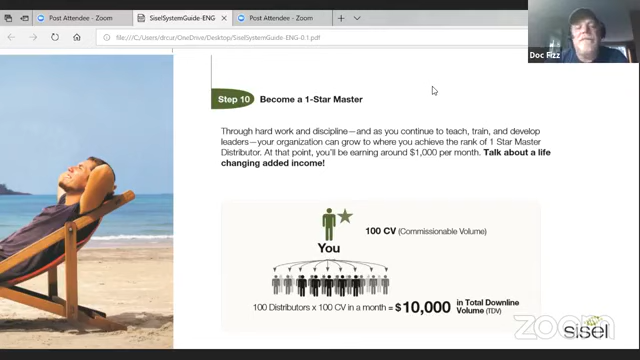 Post Attendee - Zoom
SiselSystemGuide-ENG
Post Attendee - Zoom
file:///C:/Users/drcur/OneDrive/Desktop/SiselSystemGuide-ENG-0.1.pdf
Doc Fizz
Step 10 Become a 1-Star Master
Through hard work and discipline—and as you continue to teach, train, and develop
leaders—your organization can grow to where you achieve the rank of 1 Star Master
Distributor. At that point, you'll be earning around $1,000 per month. Talk about a life
changing added income!
100 CV (Commissionable Volume)
You
100 Distributors x 100 CV in a month = $10,000 in Total Downline
Volume (TDV)
zoom
sisel